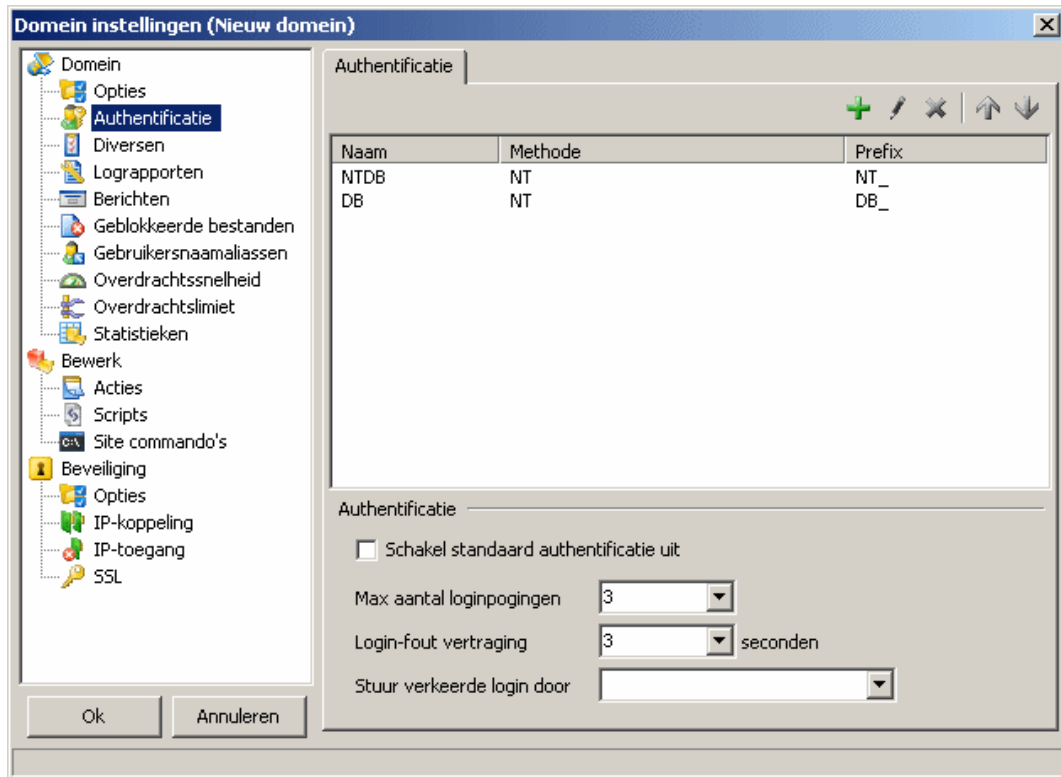 Domein instellingen (Nieuw domein)
Domein
Opties
Authentificatie
Diversen
Lograpporten
Berichten
Geblokkeerde bestanden
Gebruikersnaamaliassen
Overdrachtssnelheid
Overdrachtslimiet
Statistieken
Bewerk
Acties
Scripts
C:\ Site commando's
Beveiliging
Opties
IP-koppeling
IP-toegang
SSL
Ok Annuleren
Authentificatie
Naam Methode Prefix
NTDB NT NT_
DB NT DB_
Authentificatie
Schakel standaard authentificatie uit
Max aantal loginpogingen 3
Login-fout vertraging 3 seconden
Stuur verkeerde login door